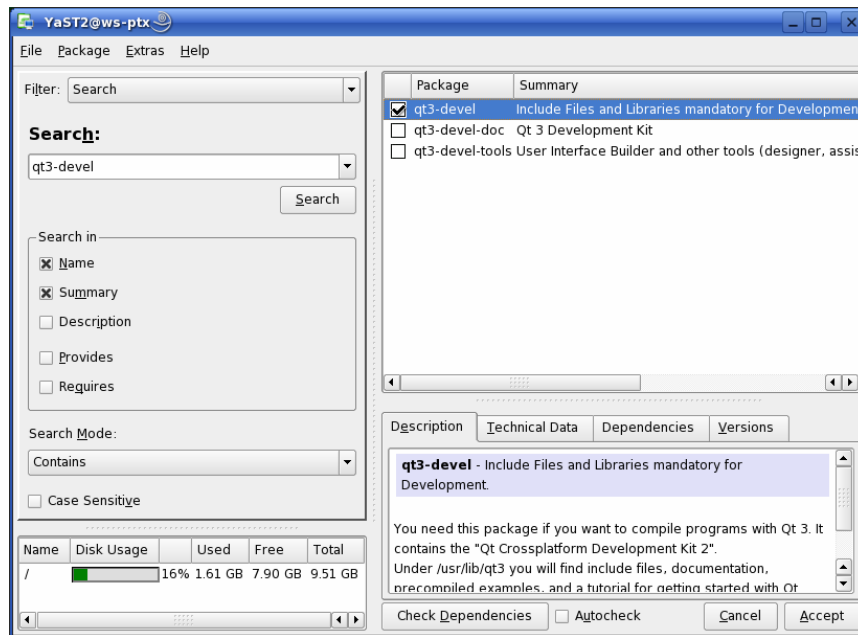 YaST2@ws-ptx
File Package Extras Help
Filter: Search
Search:
qt3-devel
Search
Search in
Name
Summary
Description
Provides
Requires
Search Mode:
Contains
Case Sensitive
Name Disk Usage Used Free Total
/ 16% 1.61 GB 7.90 GB 9.51 GB
Package Summary
qt3-devel Include Files and Libraries mandatory for Developmen
qt3-devel-doc Qt 3 Development Kit
qt3-devel-tools User Interface Builder and other tools (designer, assis
Description Technical Data Dependencies Versions
qt3-devel - Include Files and Libraries mandatory for
Development.
You need this package if you want to compile programs with Qt 3. It
contains the "Qt Crossplatform Development Kit 2".
Under /usr/lib/qt3 you will find include files, documentation,
precompiled examples, and a tutorial for getting started with Qt
Check Dependencies Autocheck Cancel Accept